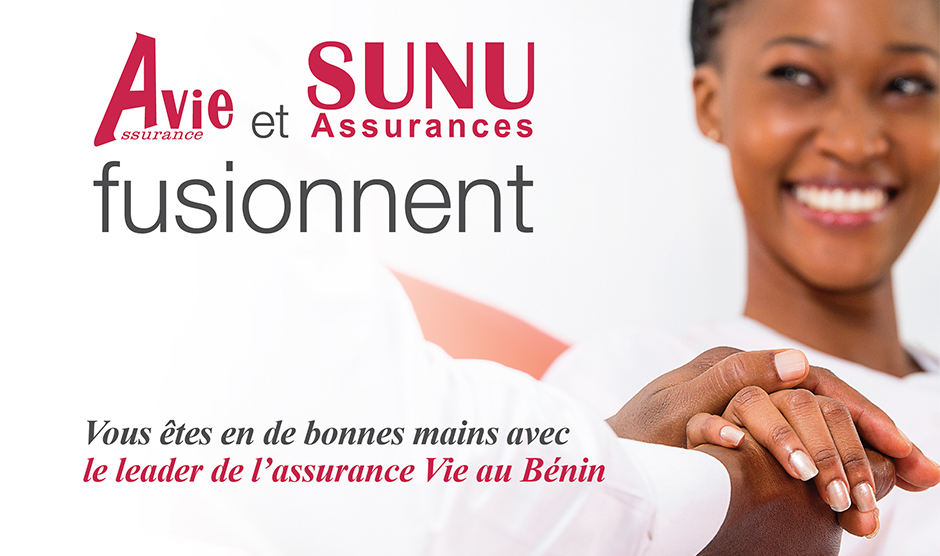 Avie et SUNU
Assurance Assurances
fusionnent
Vous êtes en de bonnes mains avec
le leader de l’assurance Vie au Bénin